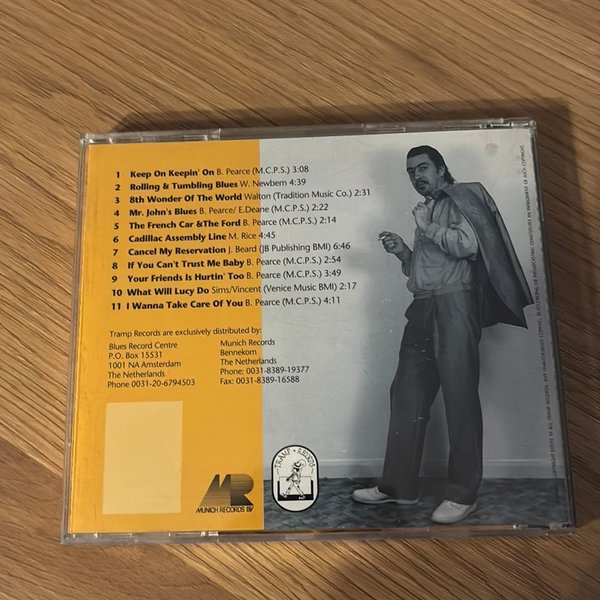 1 Keep On Keepin' On B. Pearce (M.C.P.S.) 3:08
2 Rolling & Tumbling Blues W. Newbern 4:39
3 8th Wonder Of The World Walton (Tradition Music Co.) 2:31
4 Mr. John's Blues B. Pearce/ E.Deane (M.C.P.S.) 2:22
5 The French Car &The Ford B. Pearce (M.C.P.S.) 2:14
6 Cadillac Assembly Line M. Rice 4:45
7 Cancel My Reservation J. Beard (JB Publishing BMI) 6:46
8 If You Can't Trust Me Baby B. Pearce (M.C.P.S.) 2:54
9 Your Friends Is Hurtin' Too B. Pearce (M.C.P.S.) 3:49
10 What Will Lucy Do Sims/Vincent (Venice Music BMI) 2:17
11 I Wanna Take Care Of You B. Pearce (M.C.P.S.) 4:11
Tramp Records are exclusively distributed by:
Blues Record Centre
P.O. Box 15531
1001 NA Amsterdam
The Netherlands
Phone 0031-20-6794503
Munich Records
Bennekom
The Netherlands
Phone: 0031-8389-19377
Fax: 0031-8389-16588
MR
MUNICH RECORDS BV
TRAMP RECORDS